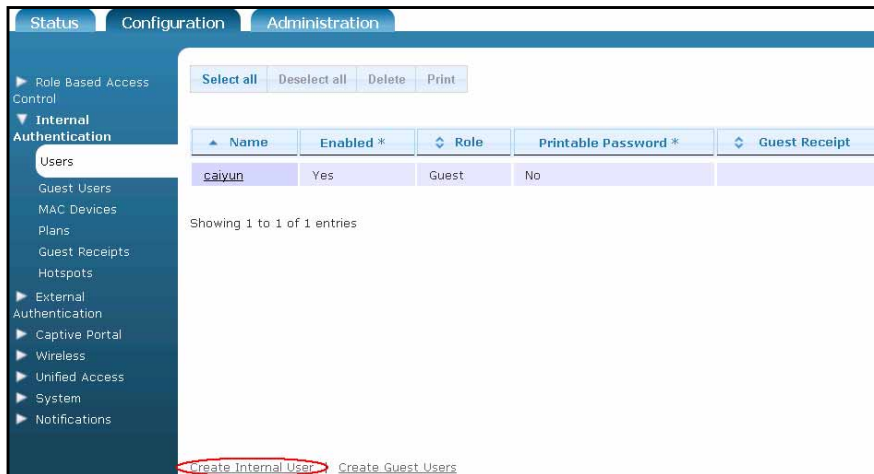 Status Configuration Administration
Role Based Access
Control
Internal
Authentication
Users
Guest Users
MAC Devices
Plans
Guest Receipts
Hotspots
External
Authentication
Captive Portal
Wireless
Unified Access
System
Notifications
Select all Deselect all Delete Print
Name Enabled * Role Printable Password * Guest Receipt
caiyun Yes Guest No
Showing 1 to 1 of 1 entries
Create Internal User | Create Guest Users